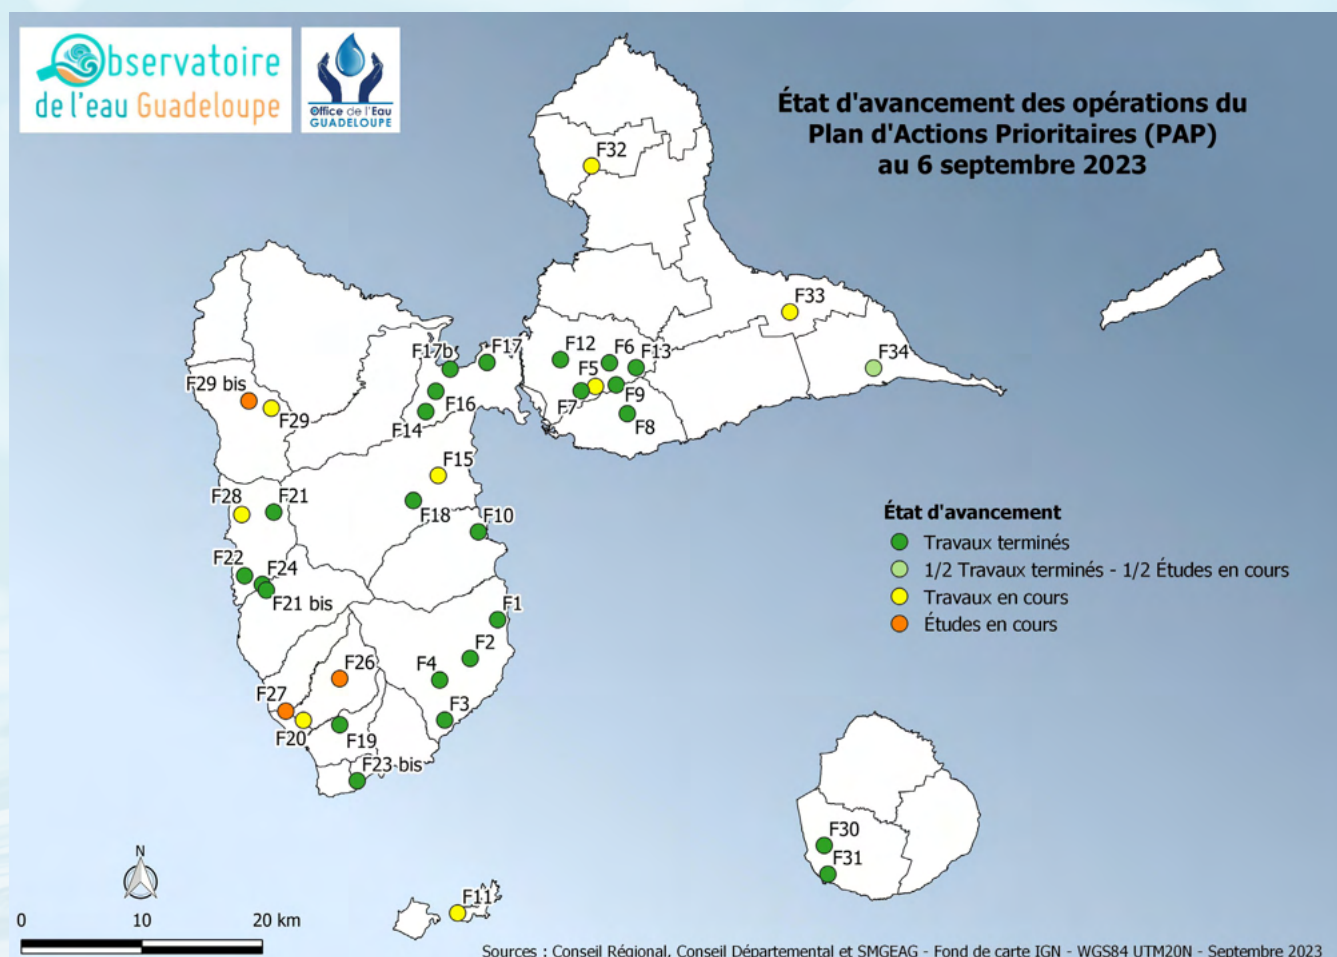 Observatoire
de l'eau Guadeloupe
Office de l'Eau
GUADELOUPE
État d'avancement des opérations du
Plan d'Actions Prioritaires (PAP)
au 6 septembre 2023
F32
F33
F34
F17b
F17
F12
F6
F13
F5
F9
F7
F8
F29 bis
F29
F16
F14
F15
F28
F21
F18
F10
F22
F24
F21 bis
F1
F2
F26
F4
F27
F3
F20
F19
F23 bis
F30
F31
F11
État d'avancement
Travaux terminés
1/2 Travaux terminés - 1/2 Études en cours
Travaux en cours
Études en cours
N
0 10 20 km
Sources : Conseil Régional, Conseil Départemental et SMGEAG - Fond de carte IGN - WGS84 UTM20N - Septembre 2023